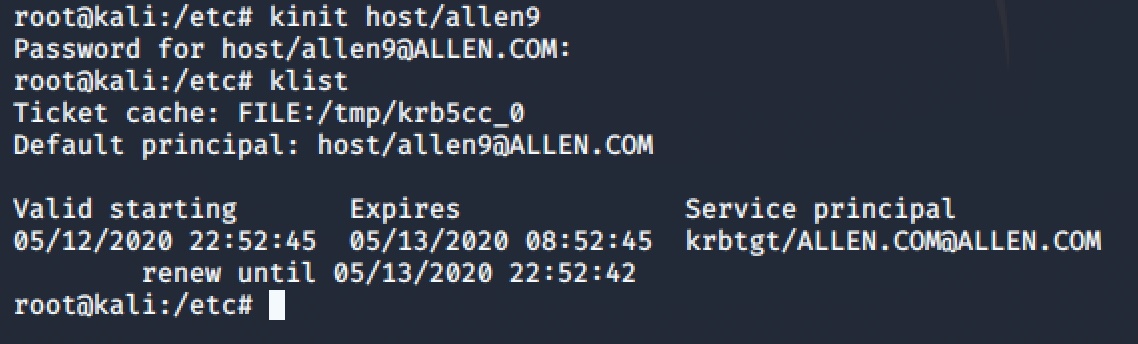 root@kali:/etc# kinit host/allen9
Password for host/allen9@ALLEN.COM:
root@kali:/etc# klist
Ticket cache: FILE:/tmp/krb5cc_0
Default principal: host/allen9@ALLEN.COM
Valid starting       Expires              Service principal
05/12/2020 22:52:45  05/13/2020 08:52:45  krbtgt/ALLEN.COM@ALLEN.COM
        renew until 05/13/2020 22:52:42
root@kali:/etc#